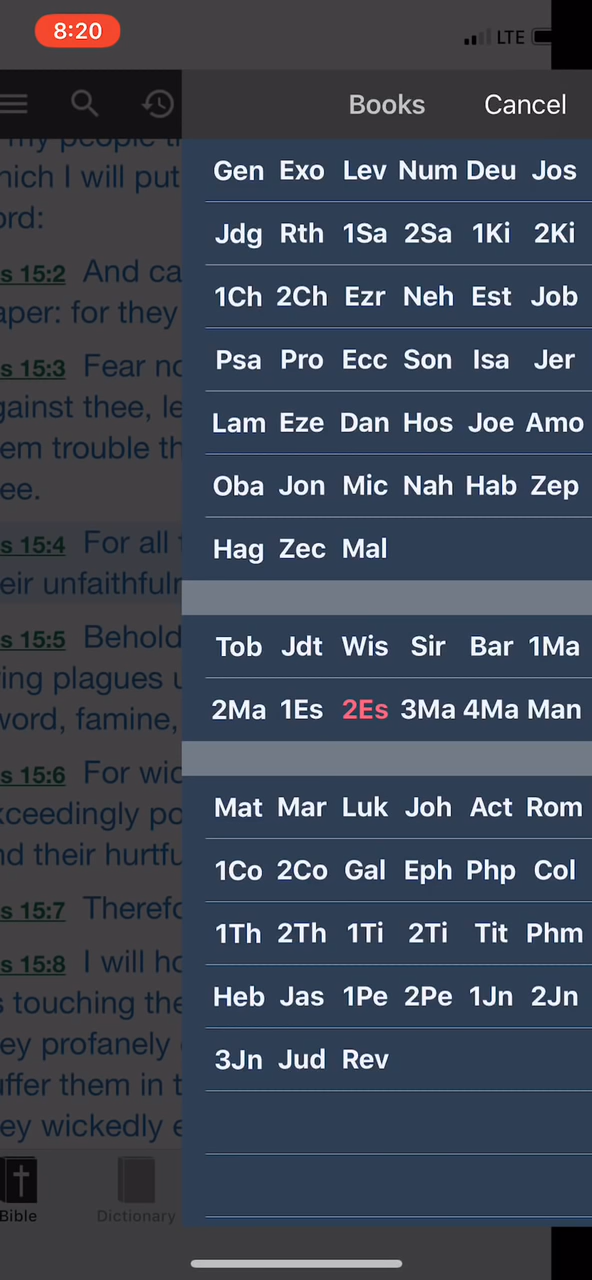 8:20
LTE
Books Cancel
Gen Exo Lev Num Deu Jos
Jdg Rth 1Sa 2Sa 1Ki 2Ki
1Ch 2Ch Ezr Neh Est Job
Psa Pro Ecc Son Isa Jer
Lam Eze Dan Hos Joe Amo
Oba Jon Mic Nah Hab Zep
Hag Zec Mal
Tob Jdt Wis Sir Bar 1Ma
2Ma 1Es 2Es 3Ma 4Ma Man
Mat Mar Luk Joh Act Rom
1Co 2Co Gal Eph Php Col
1Th 2Th 1Ti 2Ti Tit Phm
Heb Jas 1Pe 2Pe 1Jn 2Jn
3Jn Jud Rev
my people
hich I will put
ord:
s 15:2 And ca
aper: for they
s 15:3 Fear no
gainst thee, le
em trouble th
ee.
s 15:4 For all
eir unfaithfuln
s 15:5 Behold
ing plagues u
word, famine,
s 15:6 For wic
xceedingly po
nd their hurtfu
s 15:7 Therefo
s 15:8 I will ho
s touching the
ey profanely
uffer them in t
ey wickedly e
Bible Dictionary